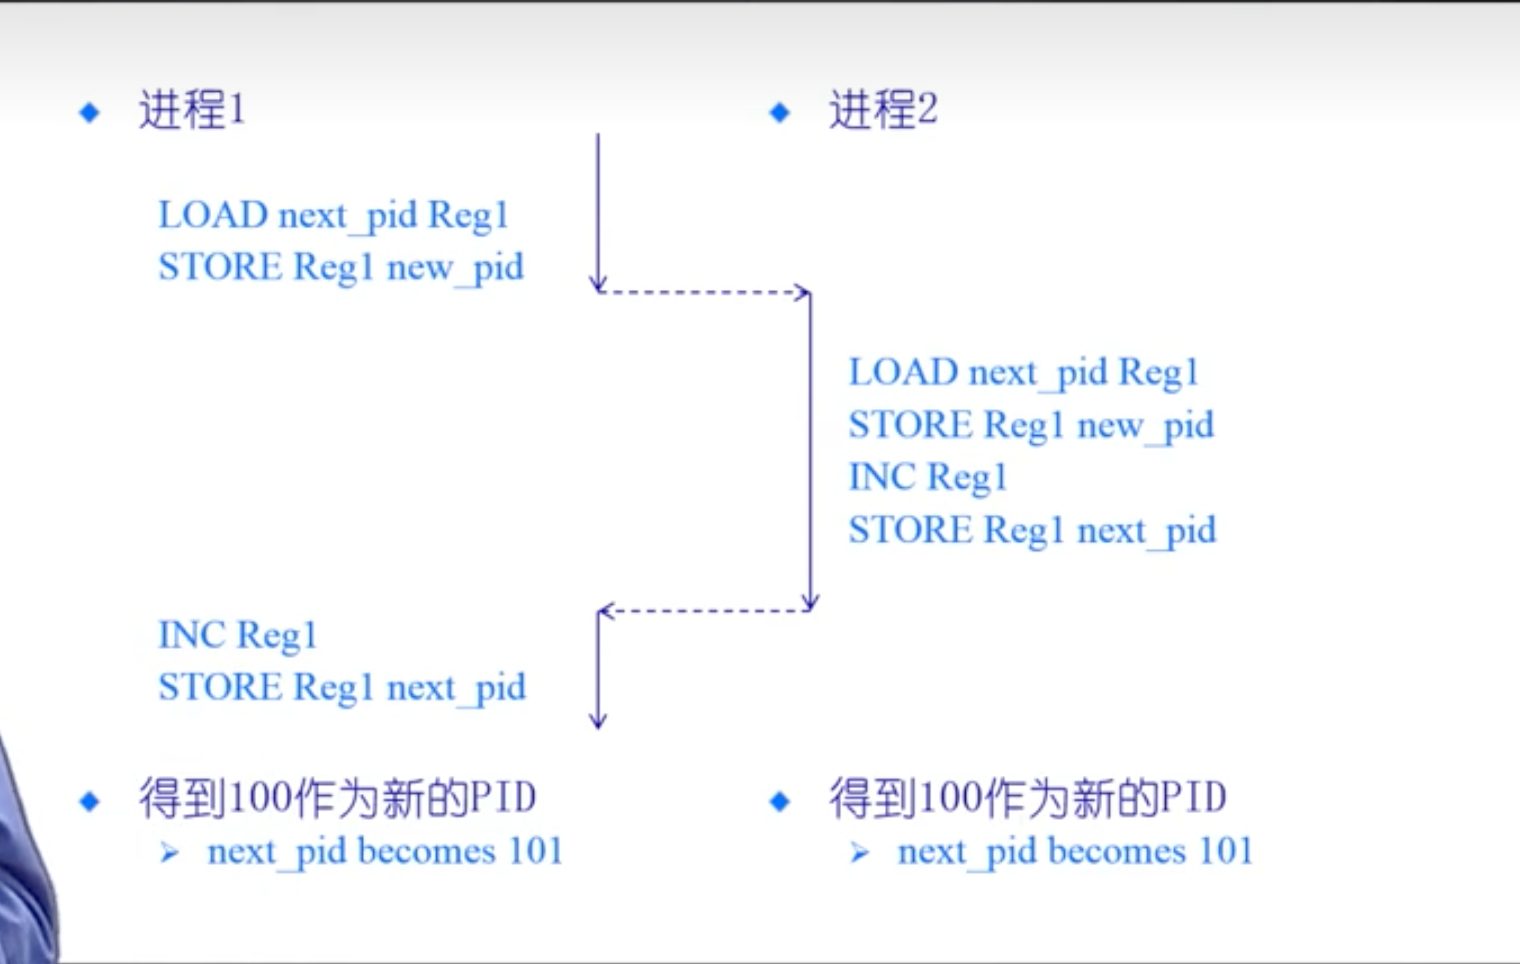 进程1
进程2
LOAD next_pid Reg1
STORE Reg1 new_pid
LOAD next_pid Reg1
STORE Reg1 new_pid
INC Reg1
STORE Reg1 next_pid
INC Reg1
STORE Reg1 next_pid
得到100作为新的PID
next_pid becomes 101
得到100作为新的PID
next_pid becomes 101